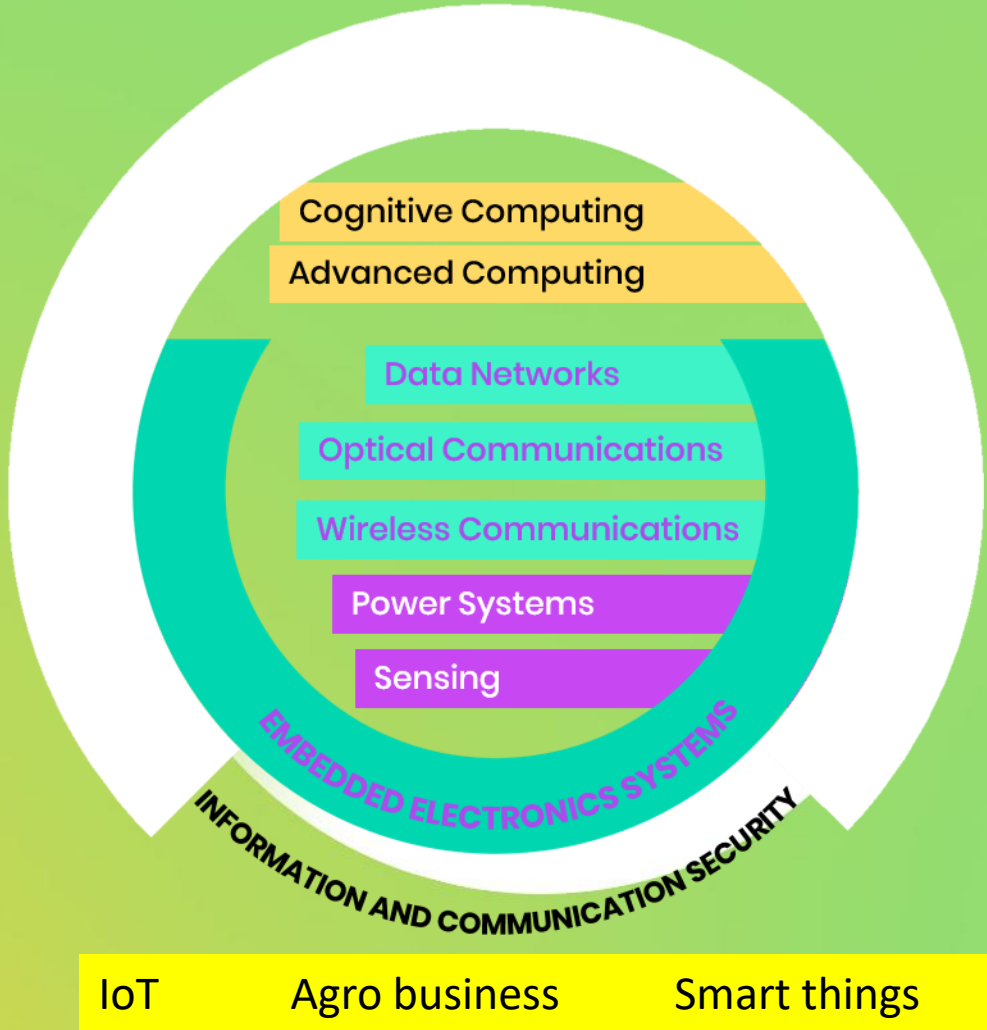 Cognitive Computing
Advanced Computing
Data Networks
Optical Communications
Wireless Communications
Power Systems
Sensing
EMBEDDED ELECTRONICS SYSTEMS
INFORMATION AND COMMUNICATION SECURITY
IoT Agro business Smart things